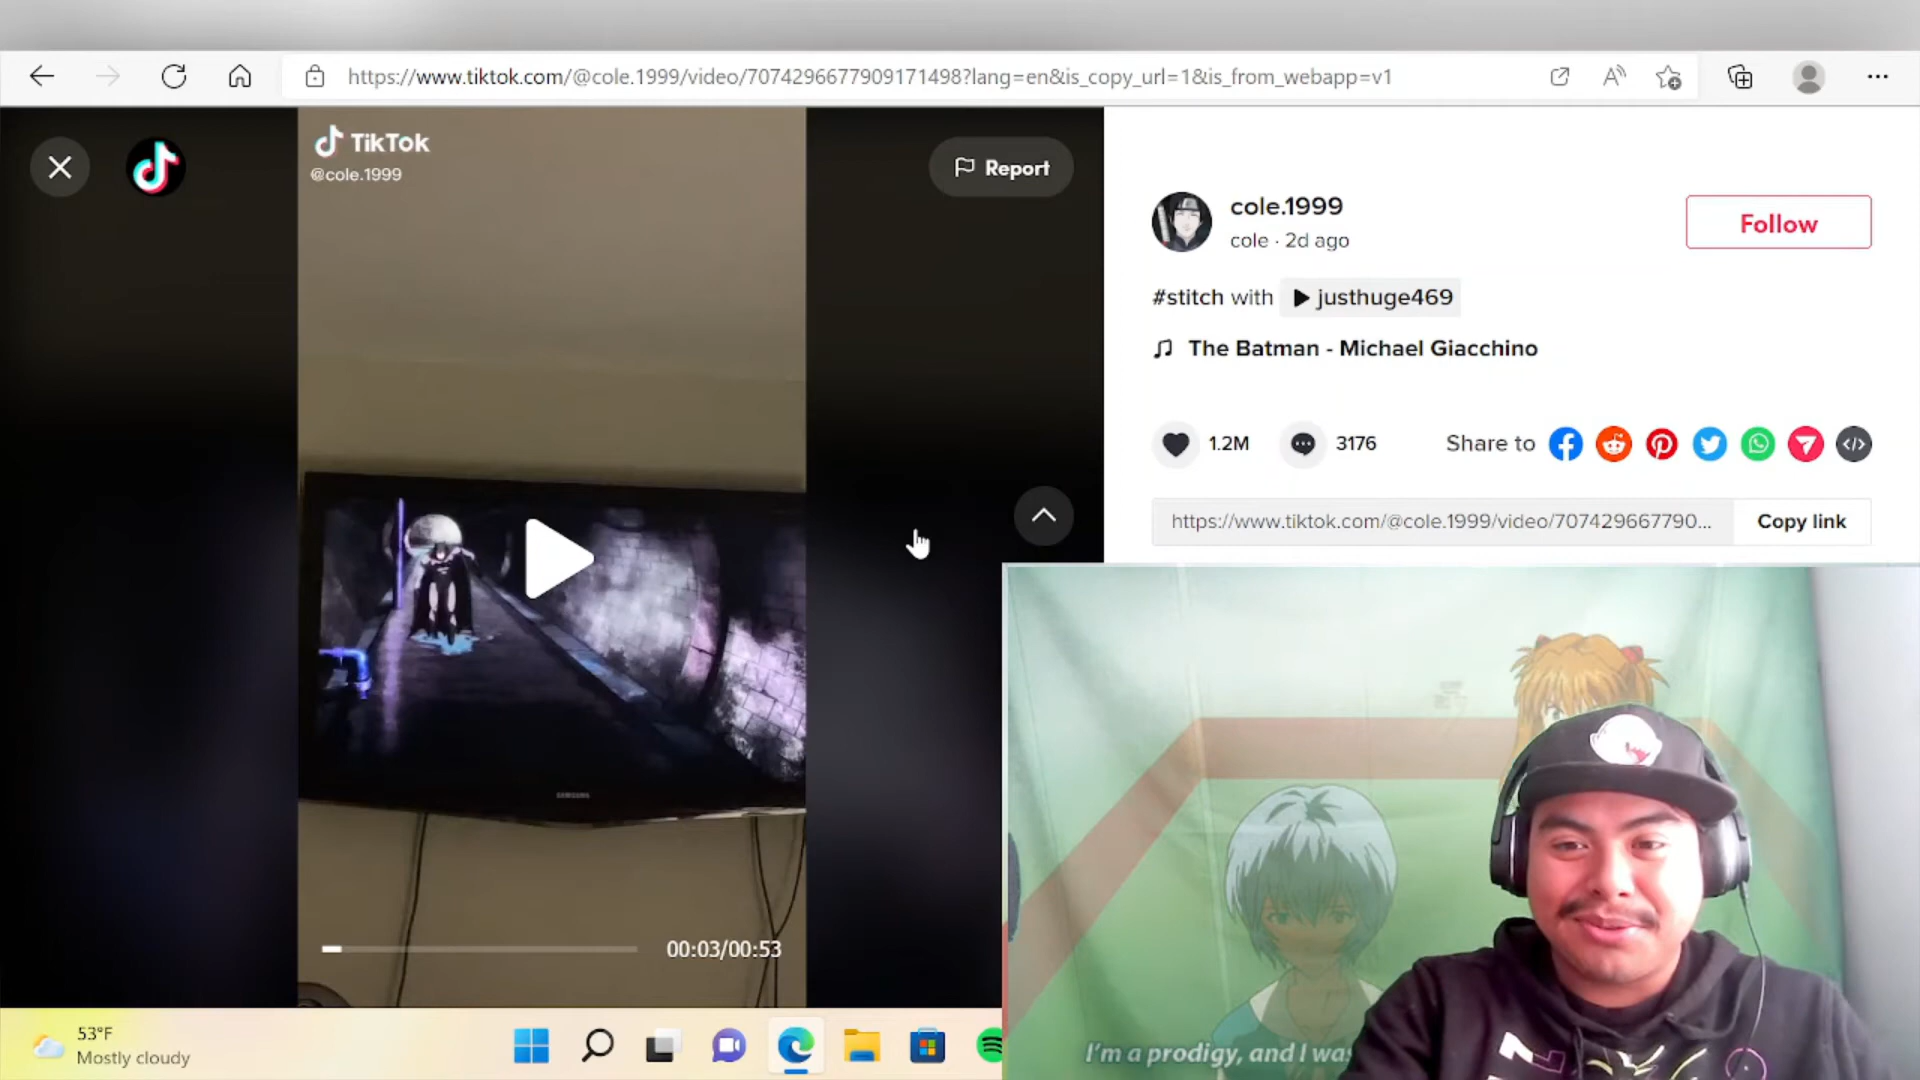 https://www.tiktok.com/@cole.1999/video/7074296677909171498?lang=en&is_copy_url=1&is_from_webapp=v1
TikTok
@cole.1999
Report
cole.1999
cole · 2d ago
Follow
#stitch with justhuge469
The Batman - Michael Giacchino
1.2M
3176
Share to
https://www.tiktok.com/@cole.1999/video/707429667790...
Copy link
SAMSUNG
00:03/00:53
I'm a prodigy, and I was
53°F
Mostly cloudy